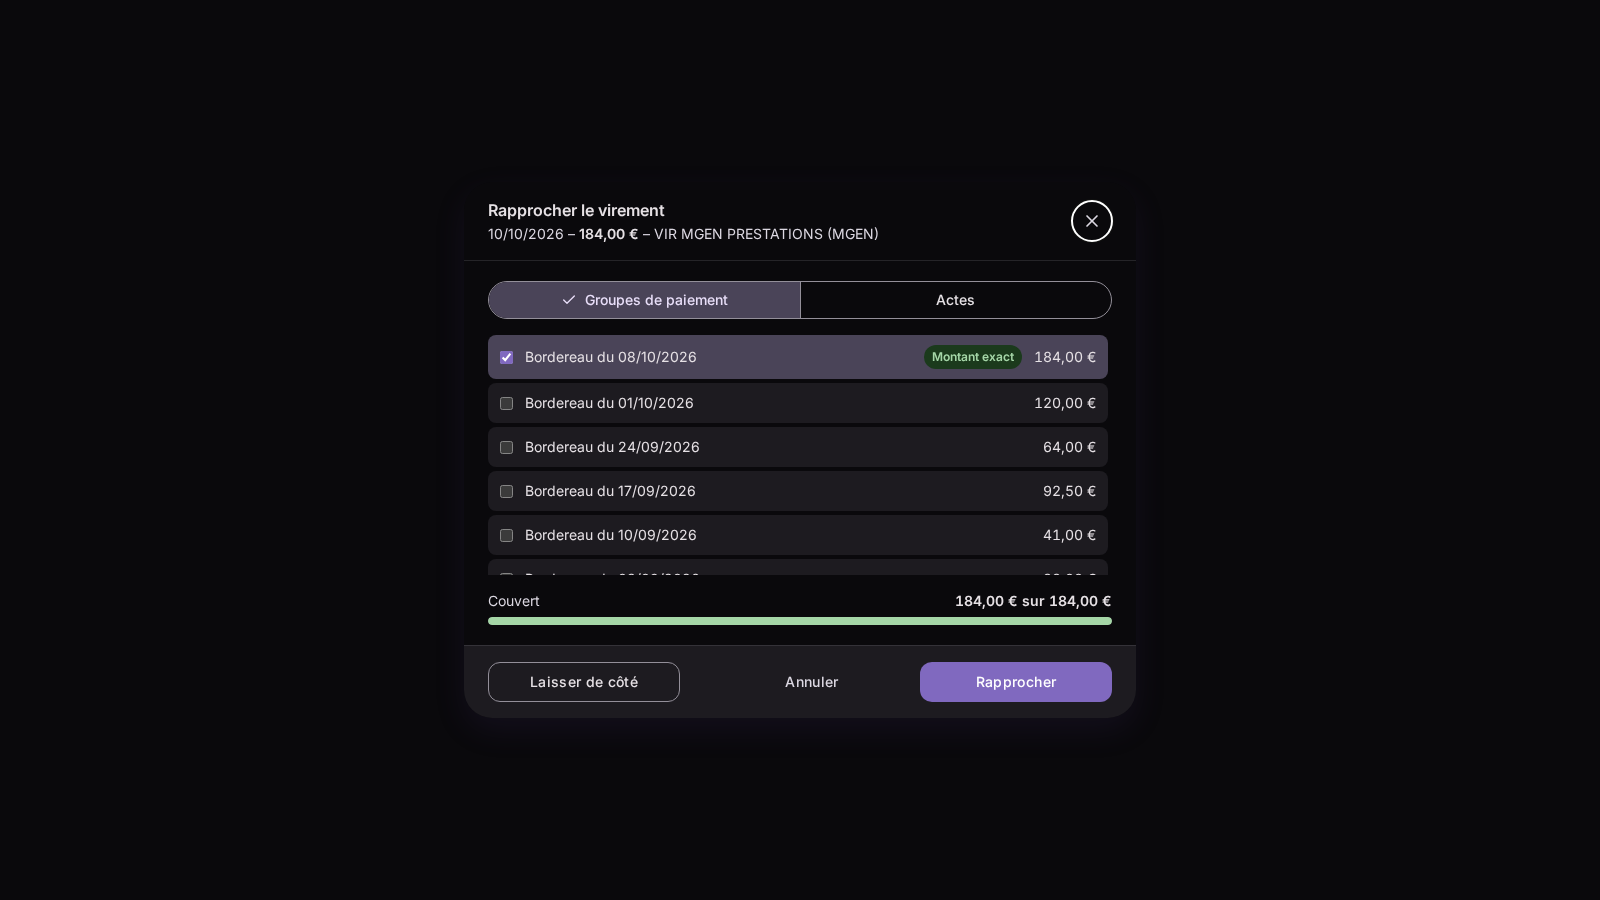 Rapprocher le virement
10/10/2026 – 184,00 € – VIR MGEN PRESTATIONS (MGEN)
Groupes de paiement
Actes
Bordereau du 08/10/2026 Montant exact 184,00 €
Bordereau du 01/10/2026 120,00 €
Bordereau du 24/09/2026 64,00 €
Bordereau du 17/09/2026 92,50 €
Bordereau du 10/09/2026 41,00 €
Couvert 184,00 € sur 184,00 €
Laisser de côté
Annuler
Rapprocher